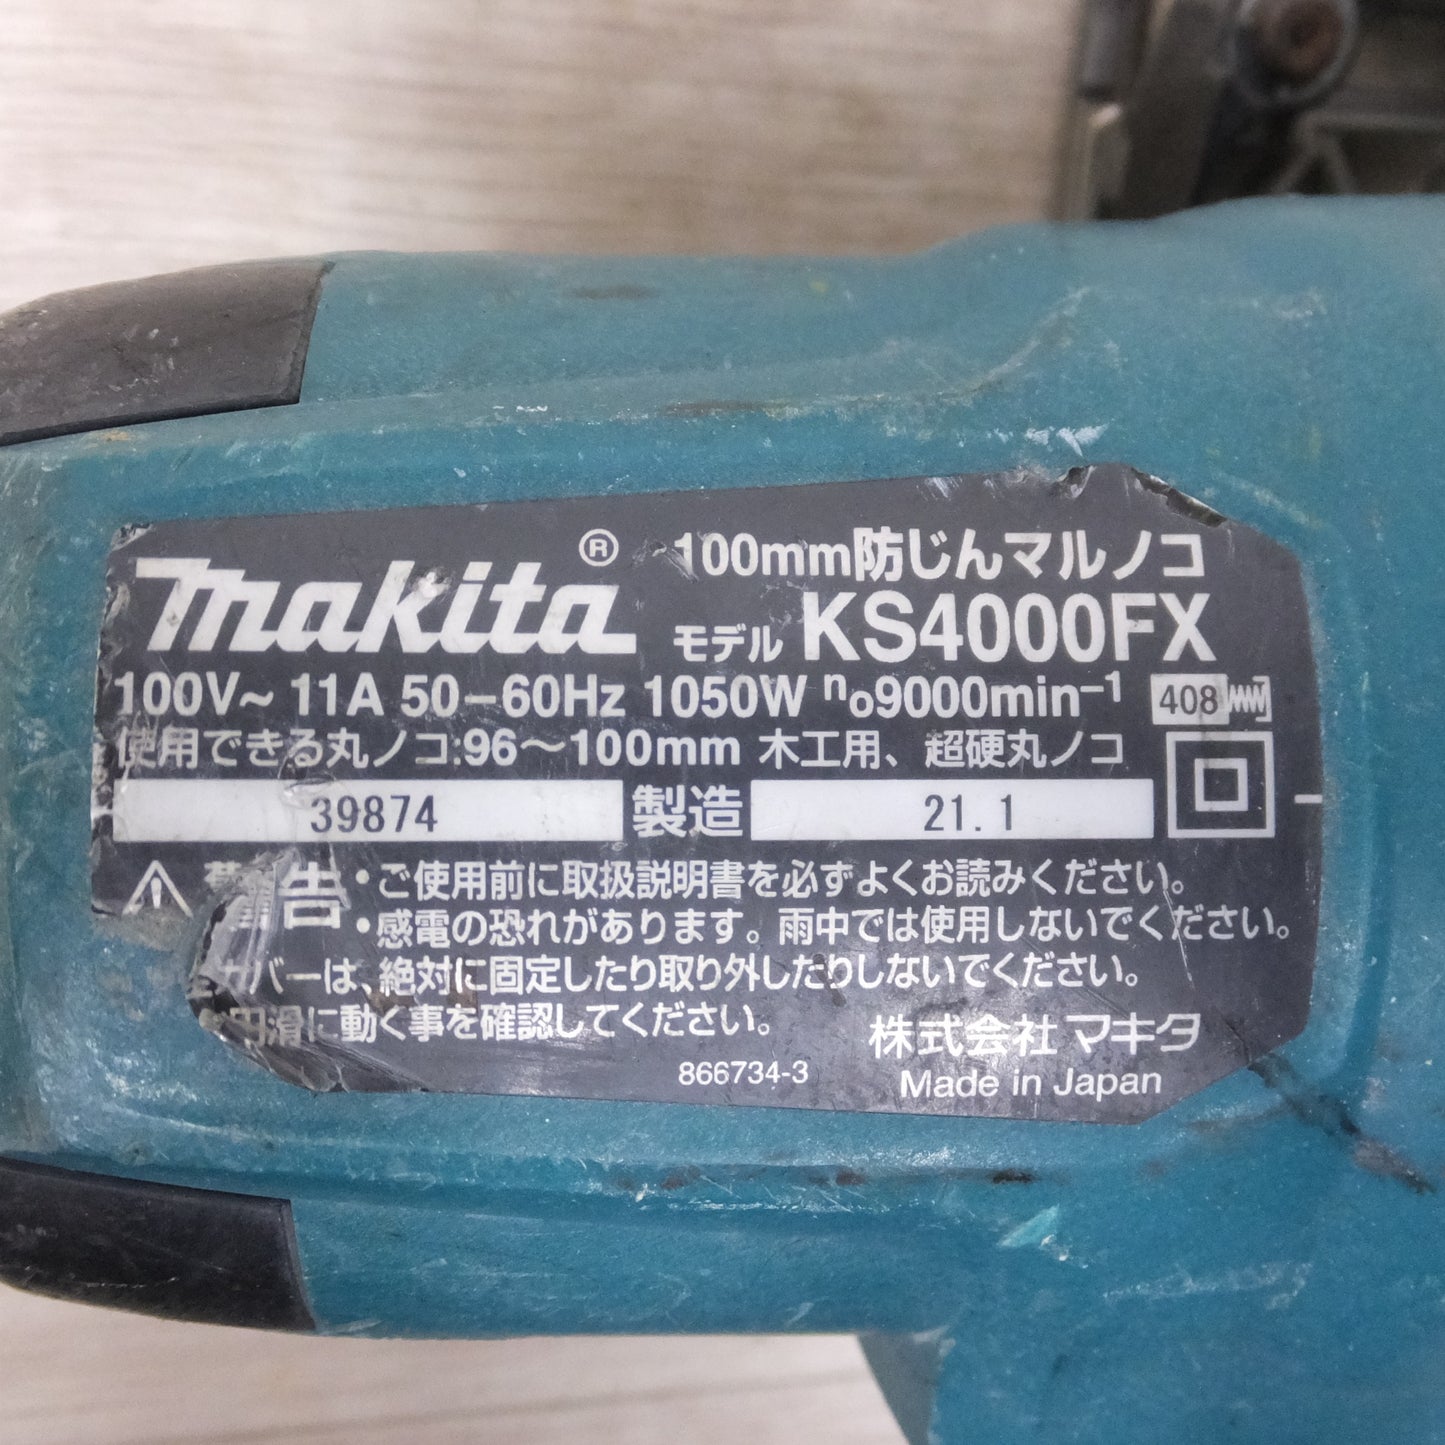 makita®
100mm防じんマルノコ
モデル KS4000FX
100V～ 11A 50－60Hz 1050W n₀9000min⁻¹ 408
使用できる丸ノコ:96～100mm 木工用、超硬丸ノコ
39874 製造 21.1
告 ・ご使用前に取扱説明書を必ずよくお読みください。
・感電の恐れがあります。雨中では使用しないでください。
カバーは、絶対に固定したり取り外したりしないでください。
円滑に動く事を確認してください。
株式会社 マキタ
866734-3
Made in Japan